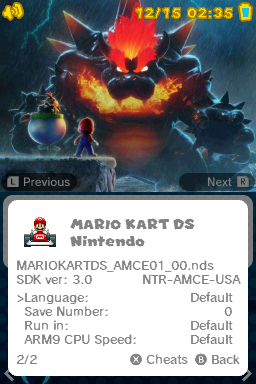 12/15 02:35
L Previous
Next R
MARIO KART DS
Nintendo
MARIOKARTDS_AMCE01_00.nds
SDK ver: 3.0 NTR-AMCE-USA
>Language: Default
Save Number: 0
Run in: Default
ARM9 CPU Speed: Default
2/2 X Cheats B Back